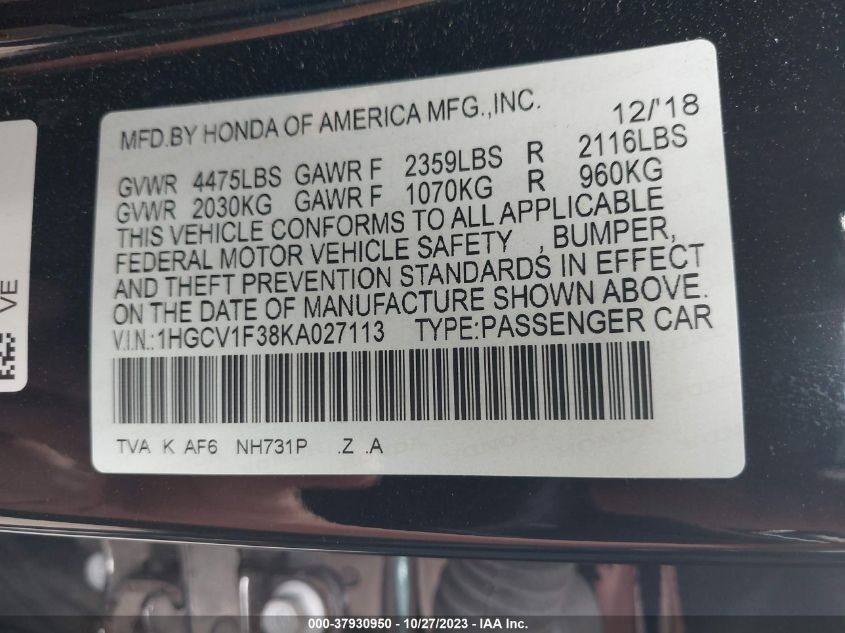 MFD.BY HONDA OF AMERICA MFG.,INC. 12/'18
GVWR 4475LBS GAWR F 2359LBS R 2116LBS
GVWR 2030KG GAWR F 1070KG R 960KG
THIS VEHICLE CONFORMS TO ALL APPLICABLE
FEDERAL MOTOR VEHICLE SAFETY , BUMPER,
AND THEFT PREVENTION STANDARDS IN EFFECT
ON THE DATE OF MANUFACTURE SHOWN ABOVE.
V.I.N.:1HGCV1F38KA027113 TYPE:PASSENGER CAR
TVA K AF6 NH731P .Z .A
VE
000-37930950 - 10/27/2023 - IAA Inc.